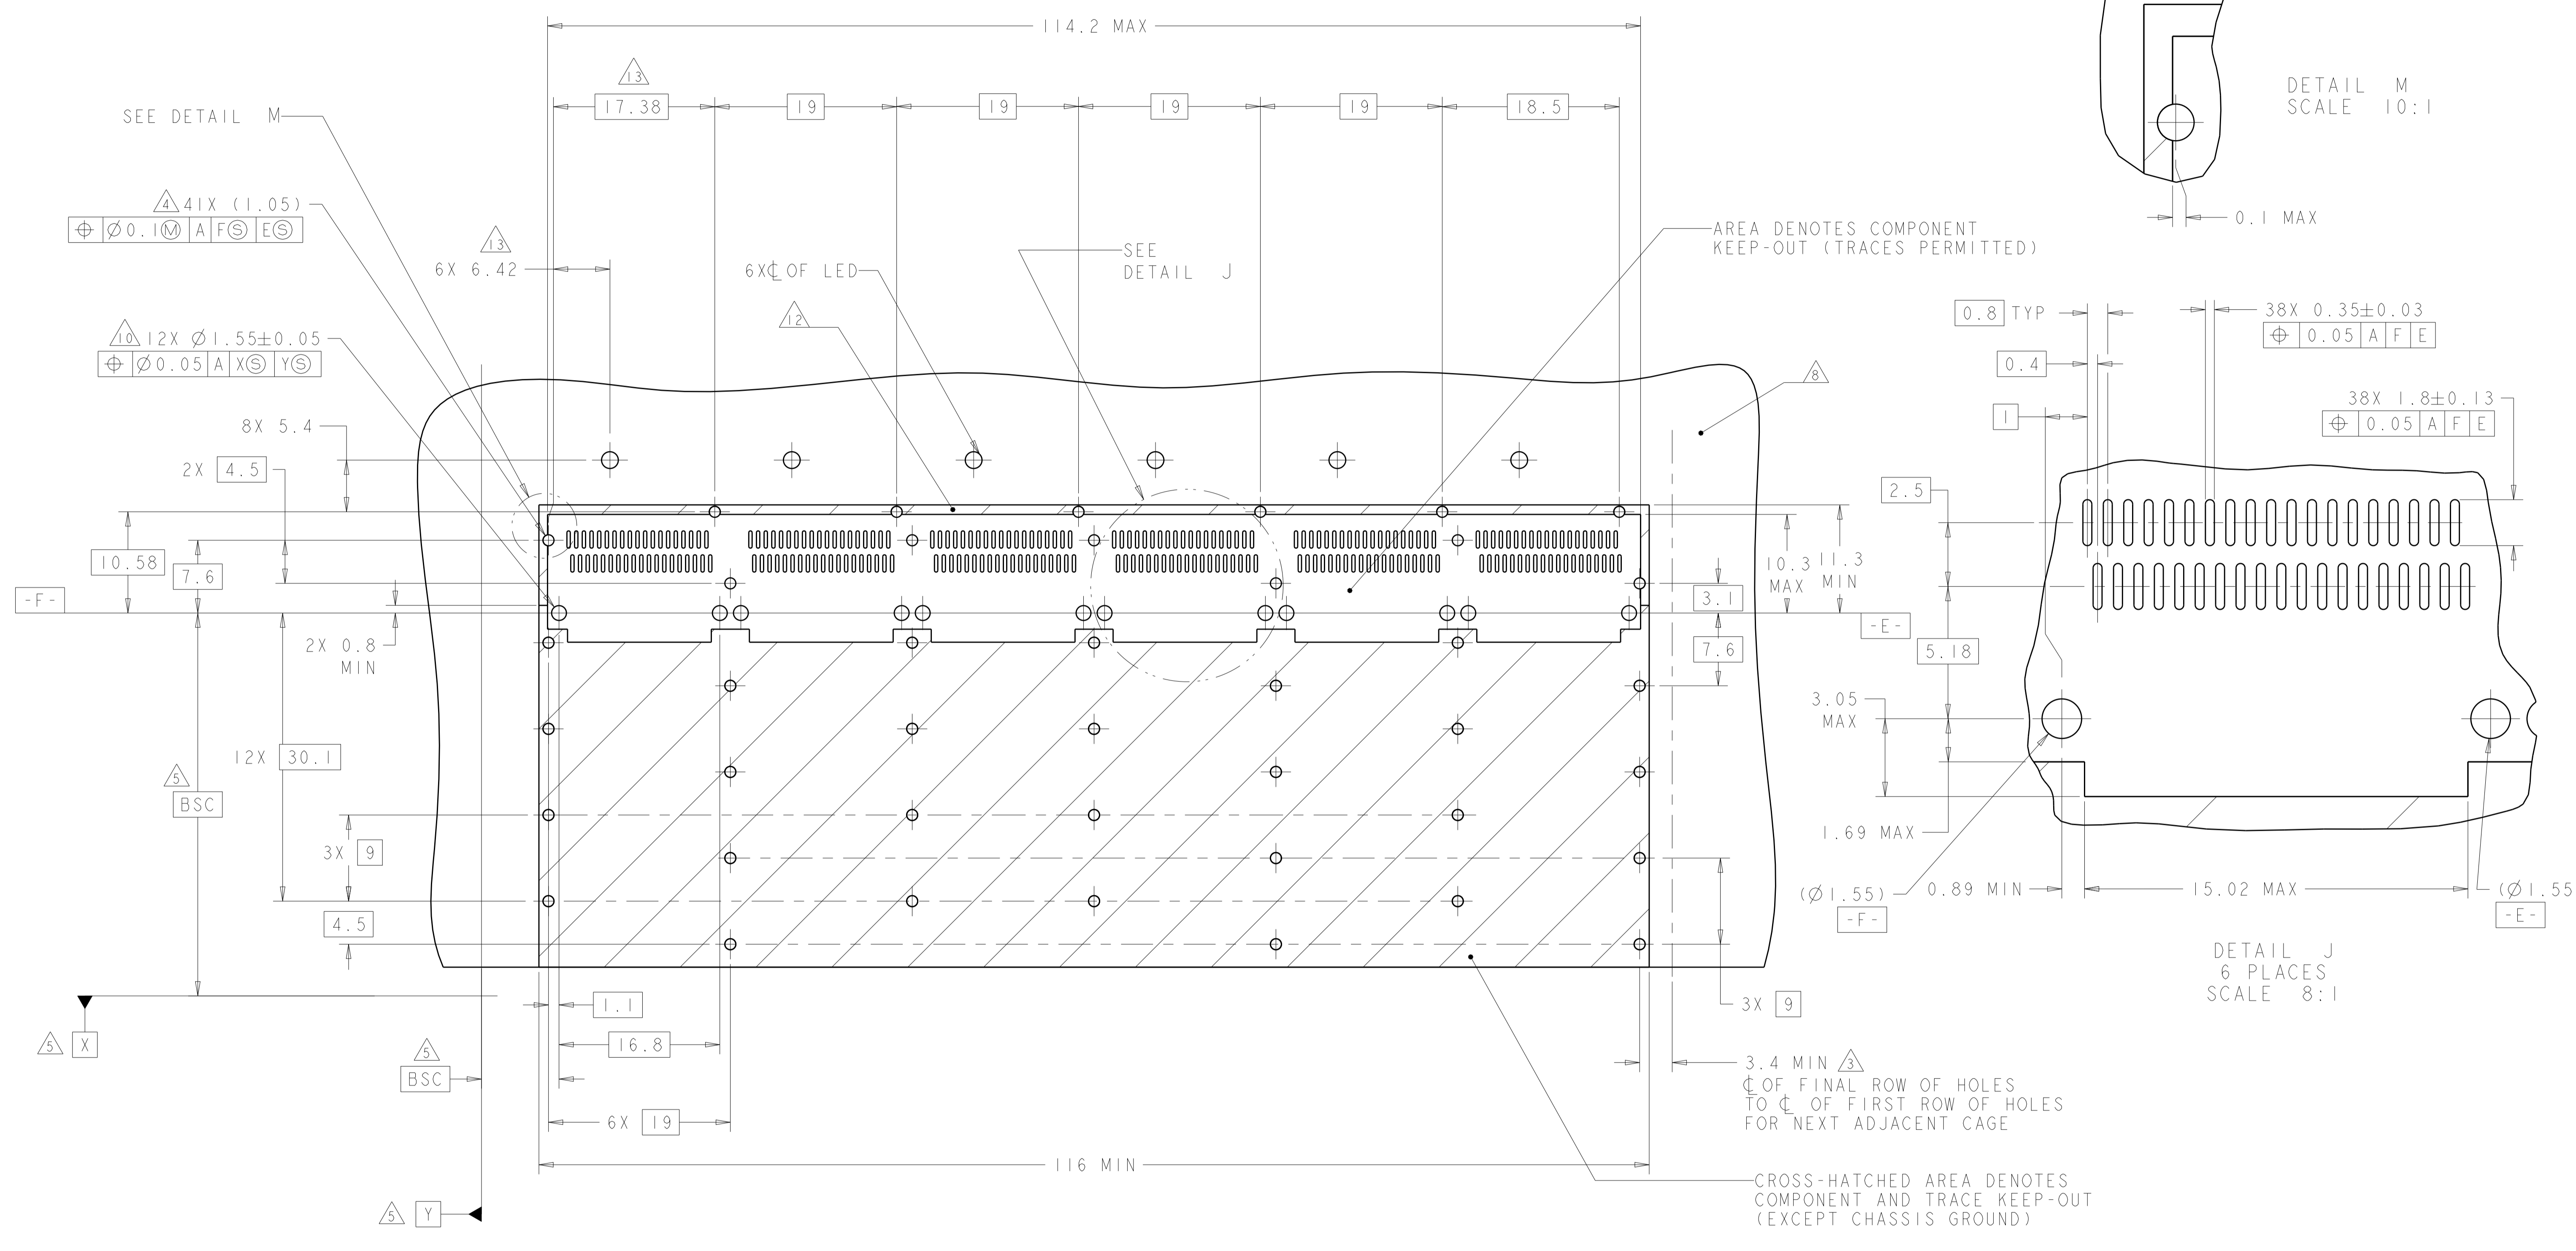 114.2 MAX
13
17.38
19
19
19
19
18.5
SEE DETAIL M
4 41X (1.05)
⌖ Ø0.1Ⓜ A FⓈ EⓈ
13
6X 6.42
6X ℄ OF LED
SEE
DETAIL J
12
10 12X Ø1.55±0.05
⌖ Ø0.05 A XⓈ YⓈ
AREA DENOTES COMPONENT
KEEP-OUT (TRACES PERMITTED)
8
8X 5.4
2X 4.5
10.58
7.6
-F-
2X 0.8
MIN
12X 30.1
5
BSC
3X 9
4.5
5 X
1.1
16.8
5
BSC
6X 19
116 MIN
5 Y
10.3
MAX
11.3
MIN
3.1
-E-
7.6
3X 9
3.4 MIN 3
℄ OF FINAL ROW OF HOLES
TO ℄ OF FIRST ROW OF HOLES
FOR NEXT ADJACENT CAGE
CROSS-HATCHED AREA DENOTES
COMPONENT AND TRACE KEEP-OUT
(EXCEPT CHASSIS GROUND)
DETAIL M
SCALE 10:1
0.1 MAX
0.8 TYP
38X 0.35±0.03
⌖ 0.05 A F E
0.4
38X 1.8±0.13
⌖ 0.05 A F E
1
2.5
5.18
3.05
MAX
1.69 MAX
0.89 MIN
15.02 MAX
(Ø1.55)
-F-
(Ø1.55
-E-
DETAIL J
6 PLACES
SCALE 8:1